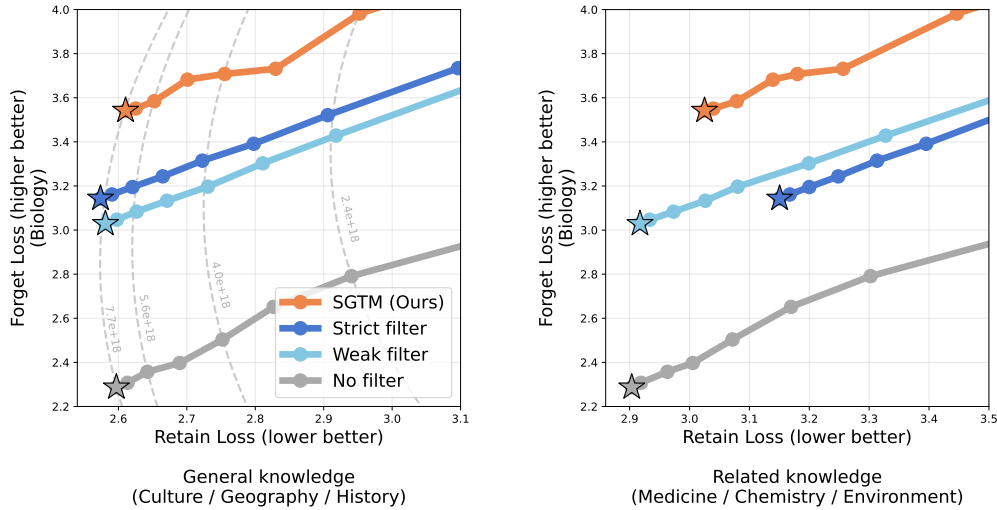 4.0
3.8
3.6
3.4
3.2
3.0
2.8
2.6
2.4
2.2
2.6
2.7
2.8
2.9
3.0
3.1
Forget Loss (higher better)
(Biology)
Retain Loss (lower better)
7.7e+18
5.6e+18
4.0e+18
2.4e+18
SGTM (Ours)
Strict filter
Weak filter
No filter
General knowledge
(Culture / Geography / History)
4.0
3.8
3.6
3.4
3.2
3.0
2.8
2.6
2.4
2.2
2.9
3.0
3.1
3.2
3.3
3.4
3.5
Forget Loss (higher better)
(Biology)
Retain Loss (lower better)
Related knowledge
(Medicine / Chemistry / Environment)